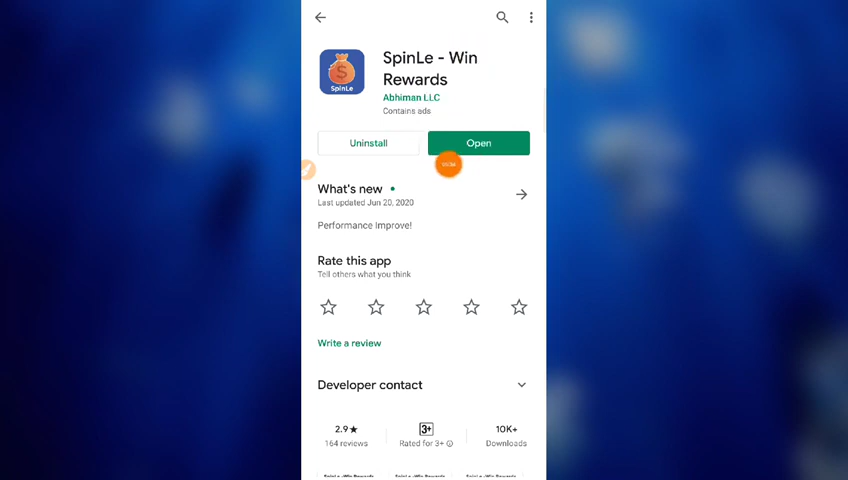 SpinLe - Win
Rewards
SpinLe
Abhiman LLC
Contains ads
Uninstall
Open
What's new
Last updated Jun 20, 2020
Performance Improve!
Rate this app
Tell others what you think
Write a review
Developer contact
2.9★
3+
10K+
164 reviews
Rated for 3+
Downloads